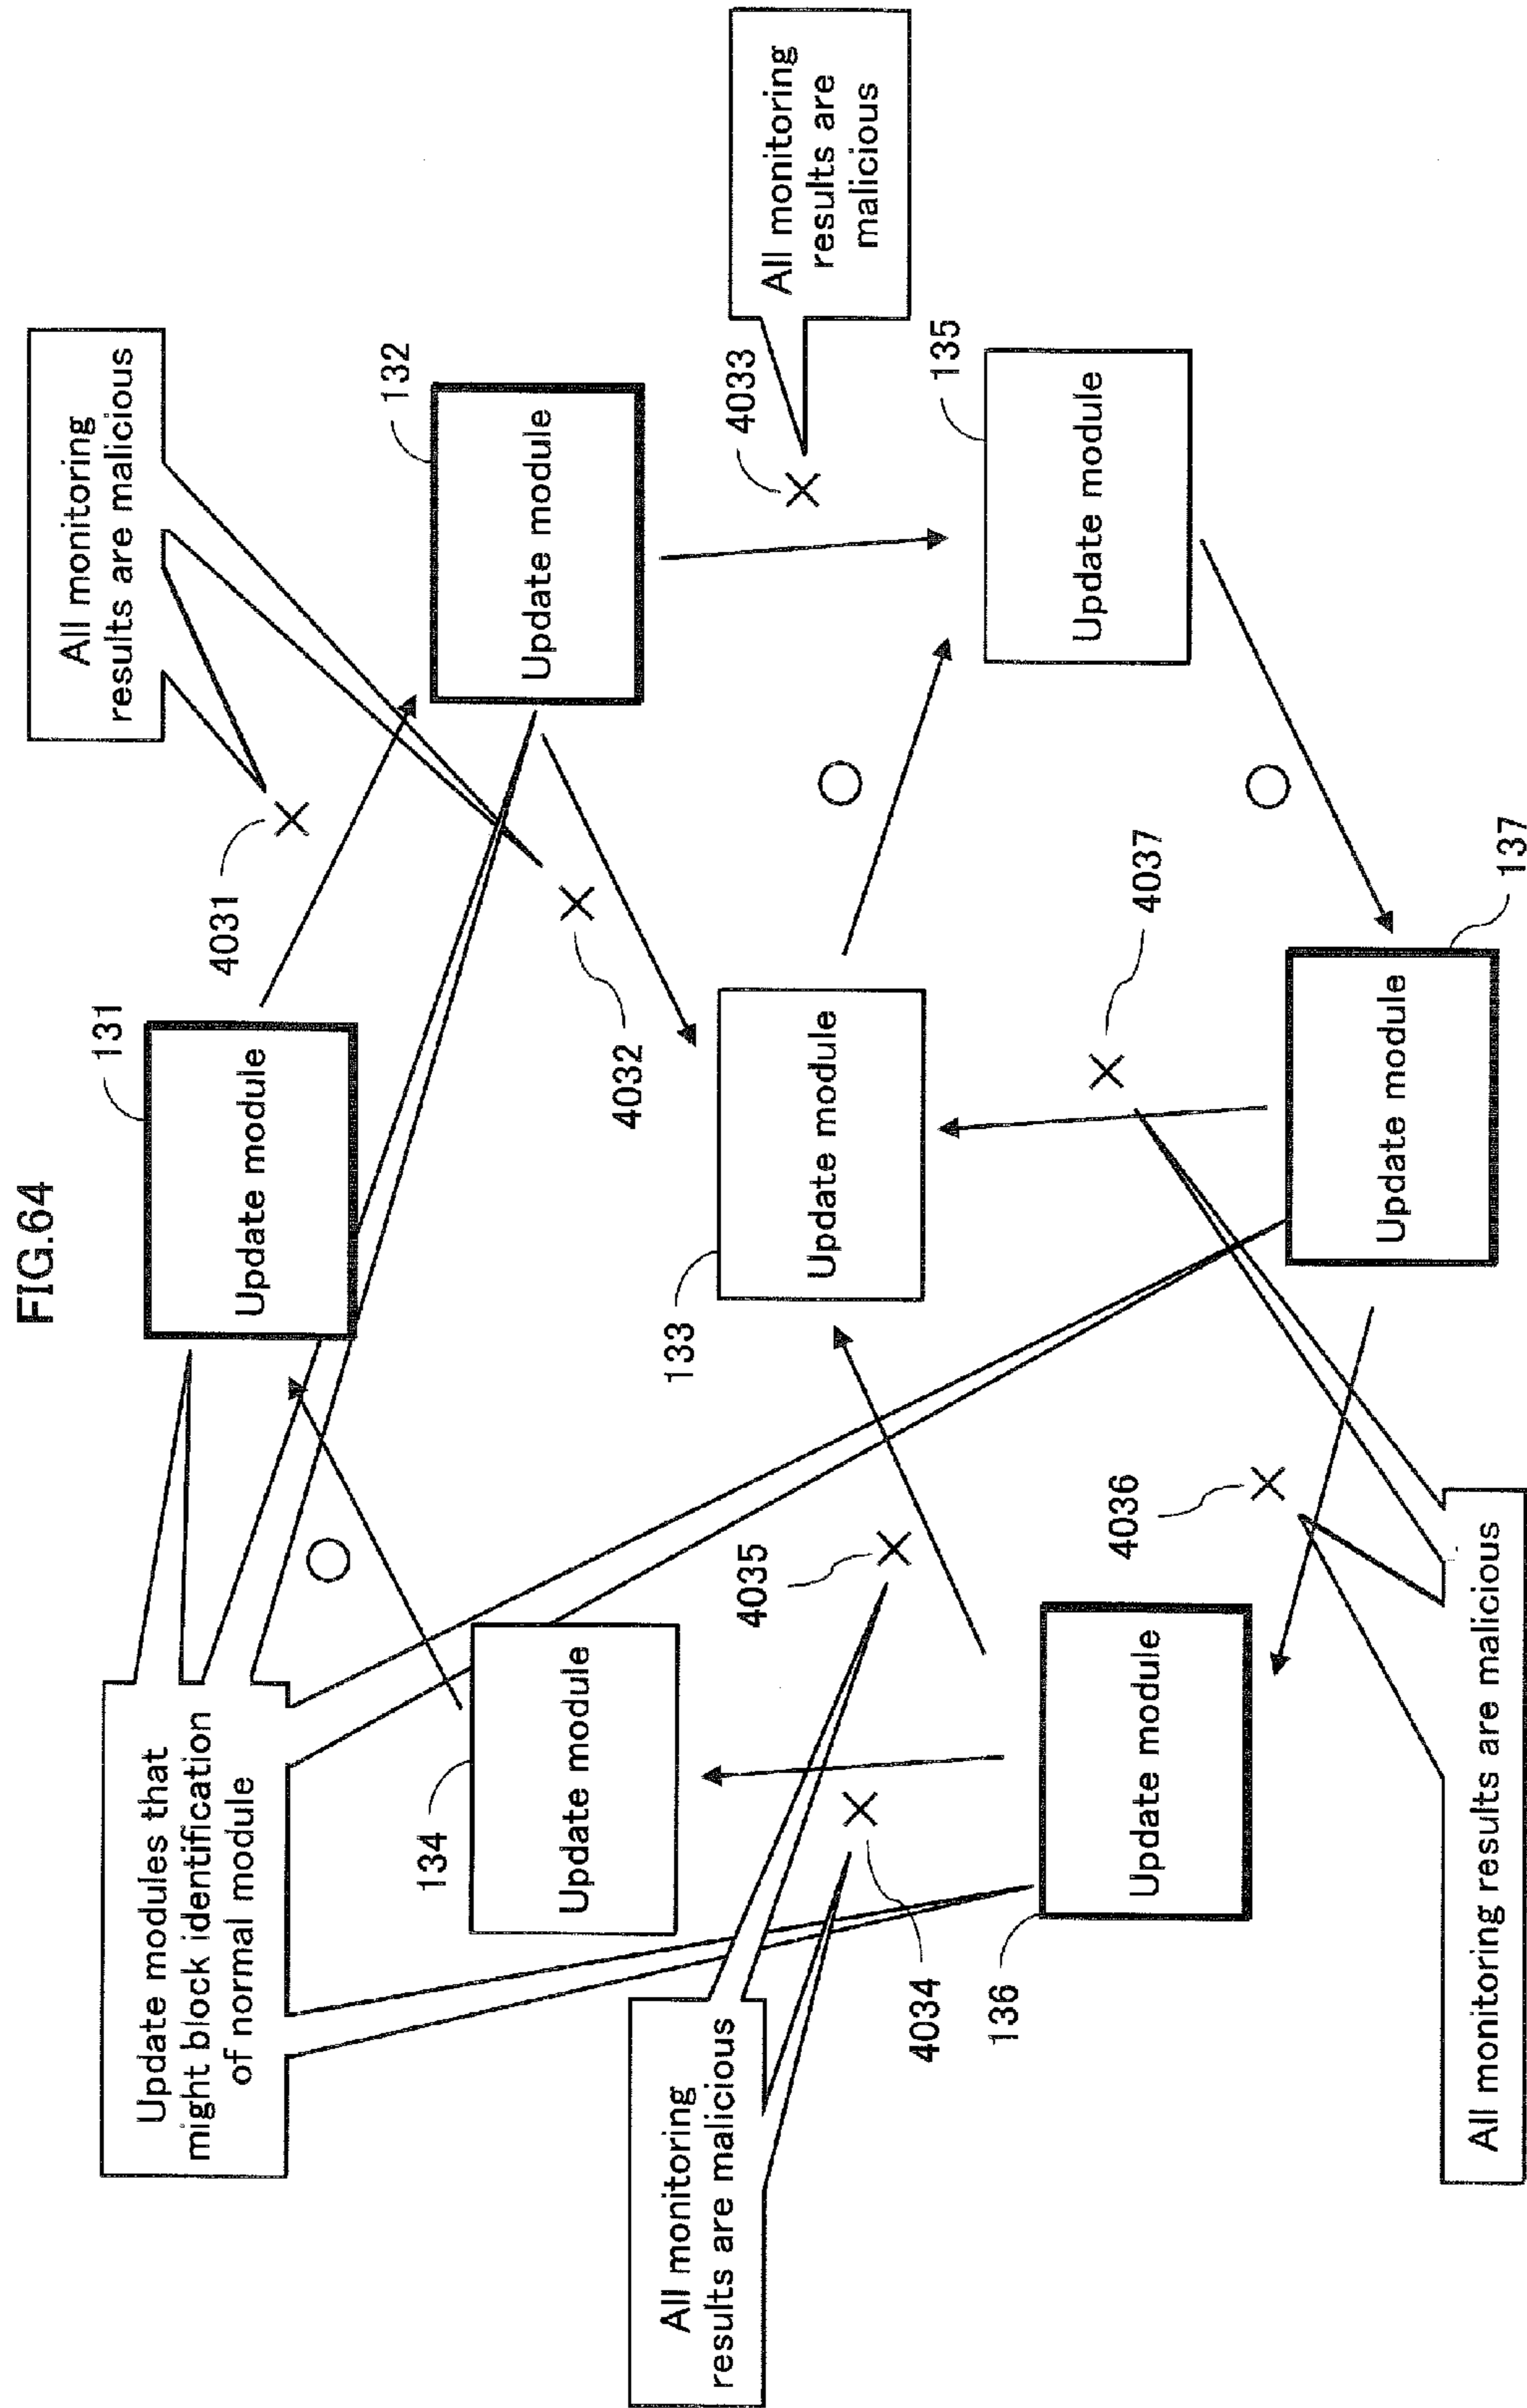 FIG.64
Update modules that
might block identification
of normal module
131
Update module
4031
All monitoring
results are malicious
134
Update module
4032
132
Update module
All monitoring
results are malicious
4034
4035
133
Update module
4033
All monitoring
results are
malicious
136
Update module
4036
4037
135
Update module
137
Update module
All monitoring results are malicious